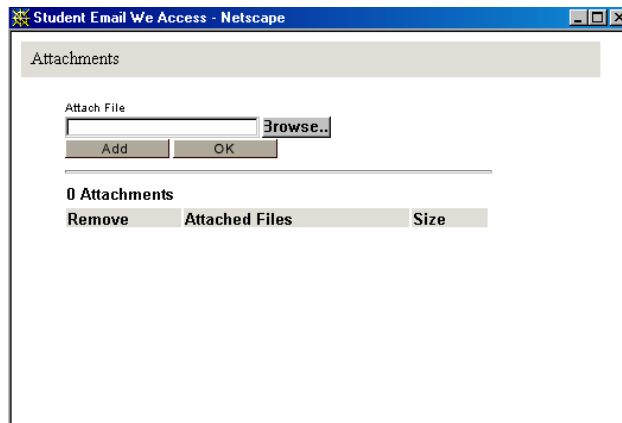 Student Email We Access - Netscape
Attachments
Attach File
Browse..
Add OK
0 Attachments
Remove Attached Files Size